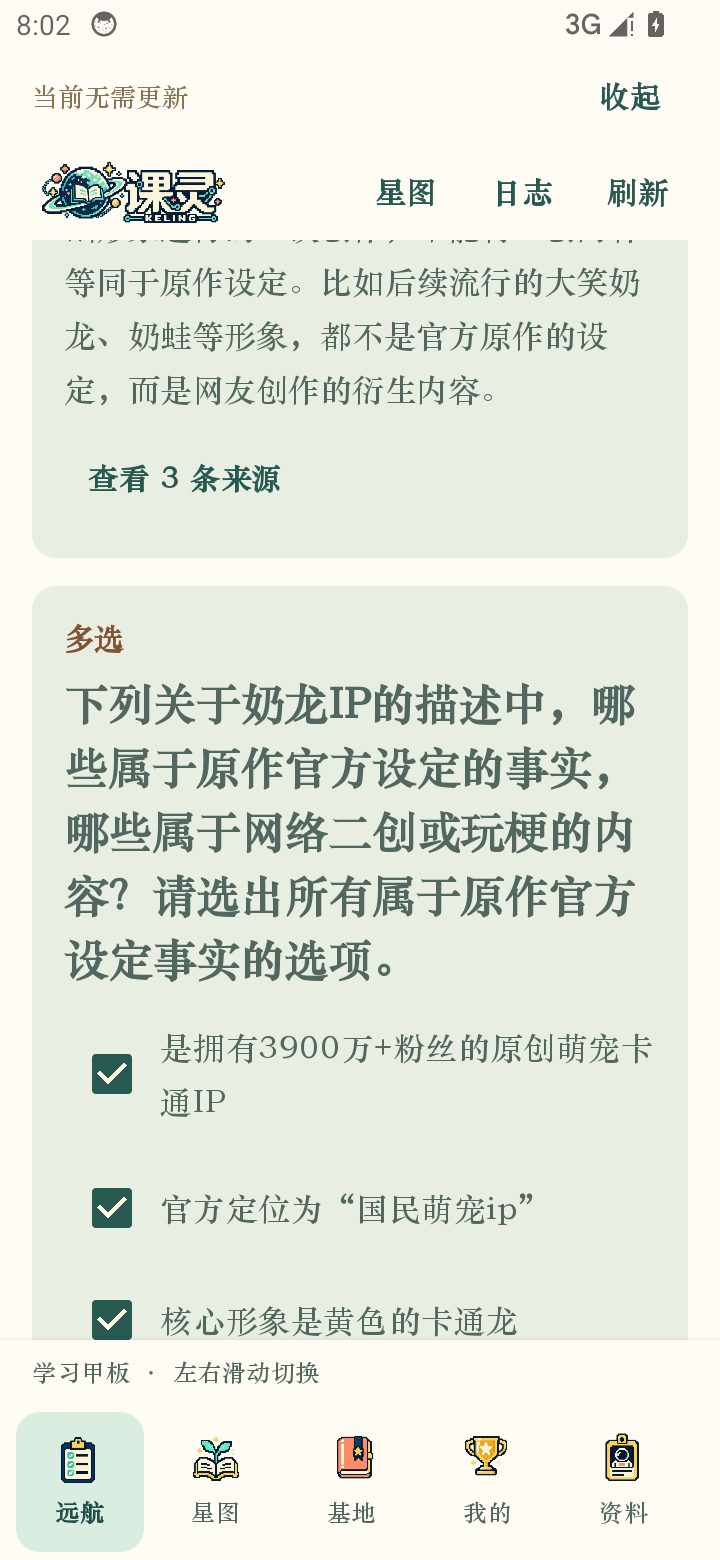 8:02
3G
当前无需更新
收起
课灵
KELING
星图
日志
刷新
等同于原作设定。比如后续流行的大笑奶
龙、奶蛙等形象，都不是官方原作的设
定，而是网友创作的衍生内容。
查看 3 条来源
多选
下列关于奶龙IP的描述中，哪
些属于原作官方设定的事实，
哪些属于网络二创或玩梗的内
容？请选出所有属于原作官方
设定事实的选项。
是拥有3900万+粉丝的原创萌宠卡
通IP
官方定位为“国民萌宠ip”
核心形象是黄色的卡通龙
学习甲板 · 左右滑动切换
远航
星图
基地
我的
资料